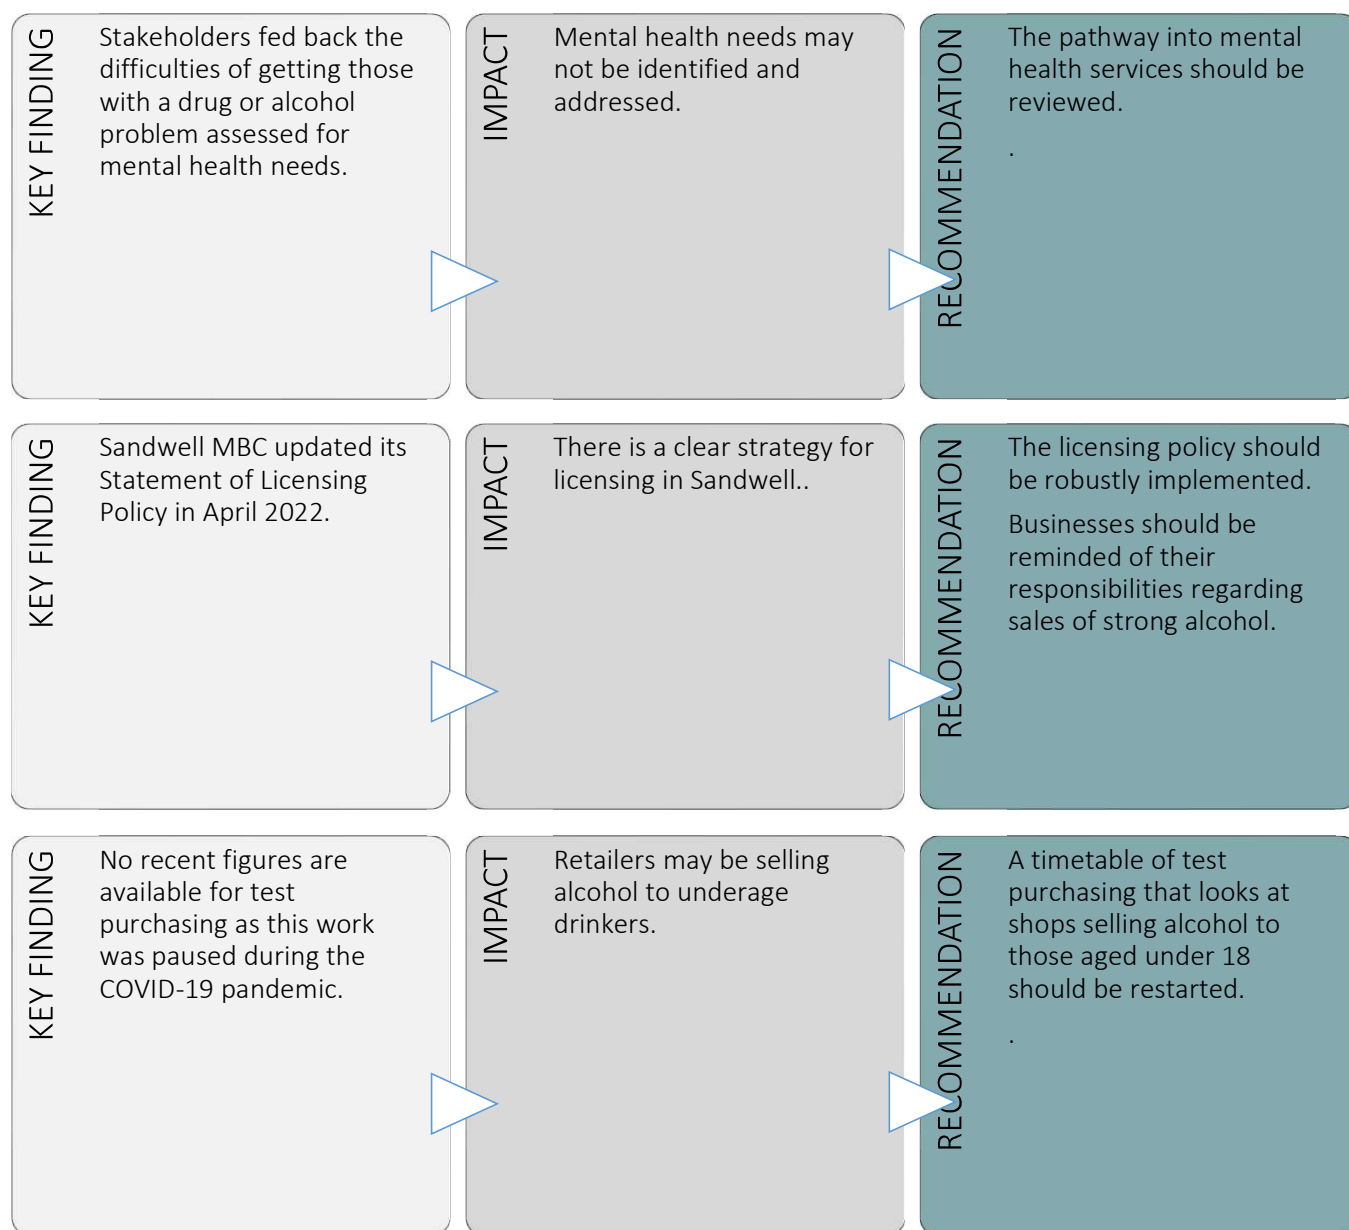 KEY FINDING
Stakeholders fed back the
difficulties of getting those
with a drug or alcohol
problem assessed for
mental health needs.
IMPACT
Mental health needs may
not be identified and
addressed.
RECOMMENDATION
The pathway into mental
health services should be
reviewed.
.
KEY FINDING
Sandwell MBC updated its
Statement of Licensing
Policy in April 2022.
IMPACT
There is a clear strategy for
licensing in Sandwell..
RECOMMENDATION
The licensing policy should
be robustly implemented.
Businesses should be
reminded of their
responsibilities regarding
sales of strong alcohol.
KEY FINDING
No recent figures are
available for test
purchasing as this work
was paused during the
COVID-19 pandemic.
IMPACT
Retailers may be selling
alcohol to underage
drinkers.
RECOMMENDATION
A timetable of test
purchasing that looks at
shops selling alcohol to
those aged under 18
should be restarted.
.